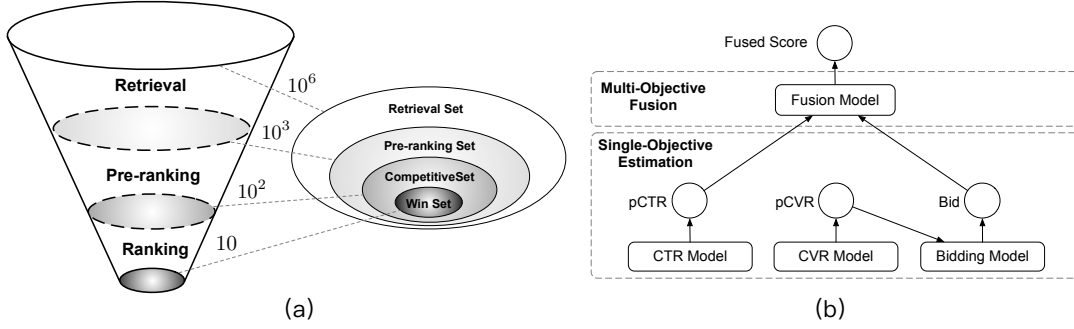 Retrieval
Pre-ranking
Ranking
10^6
10^3
10^2
10
Retrieval Set
Pre-ranking Set
CompetitiveSet
Win Set
(a)
Fused Score
Multi-Objective
Fusion
Fusion Model
Single-Objective
Estimation
pCTR
pCVR
Bid
CTR Model
CVR Model
Bidding Model
(b)